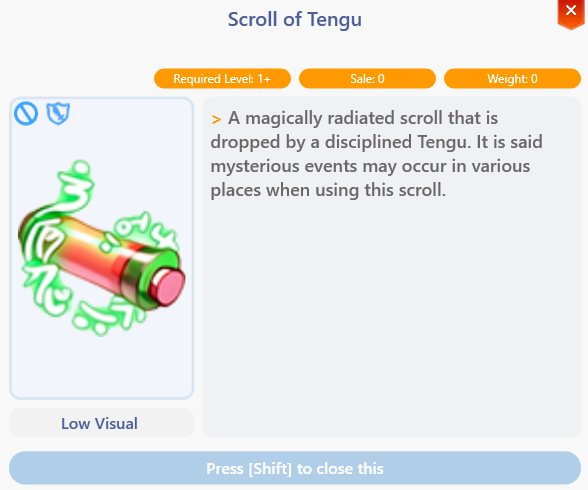 Scroll of Tengu
Required Level: 1+
Sale: 0
Weight: 0
> A magically radiated scroll that is
dropped by a disciplined Tengu. It is said
mysterious events may occur in various
places when using this scroll.
Low Visual
Press [Shift] to close this